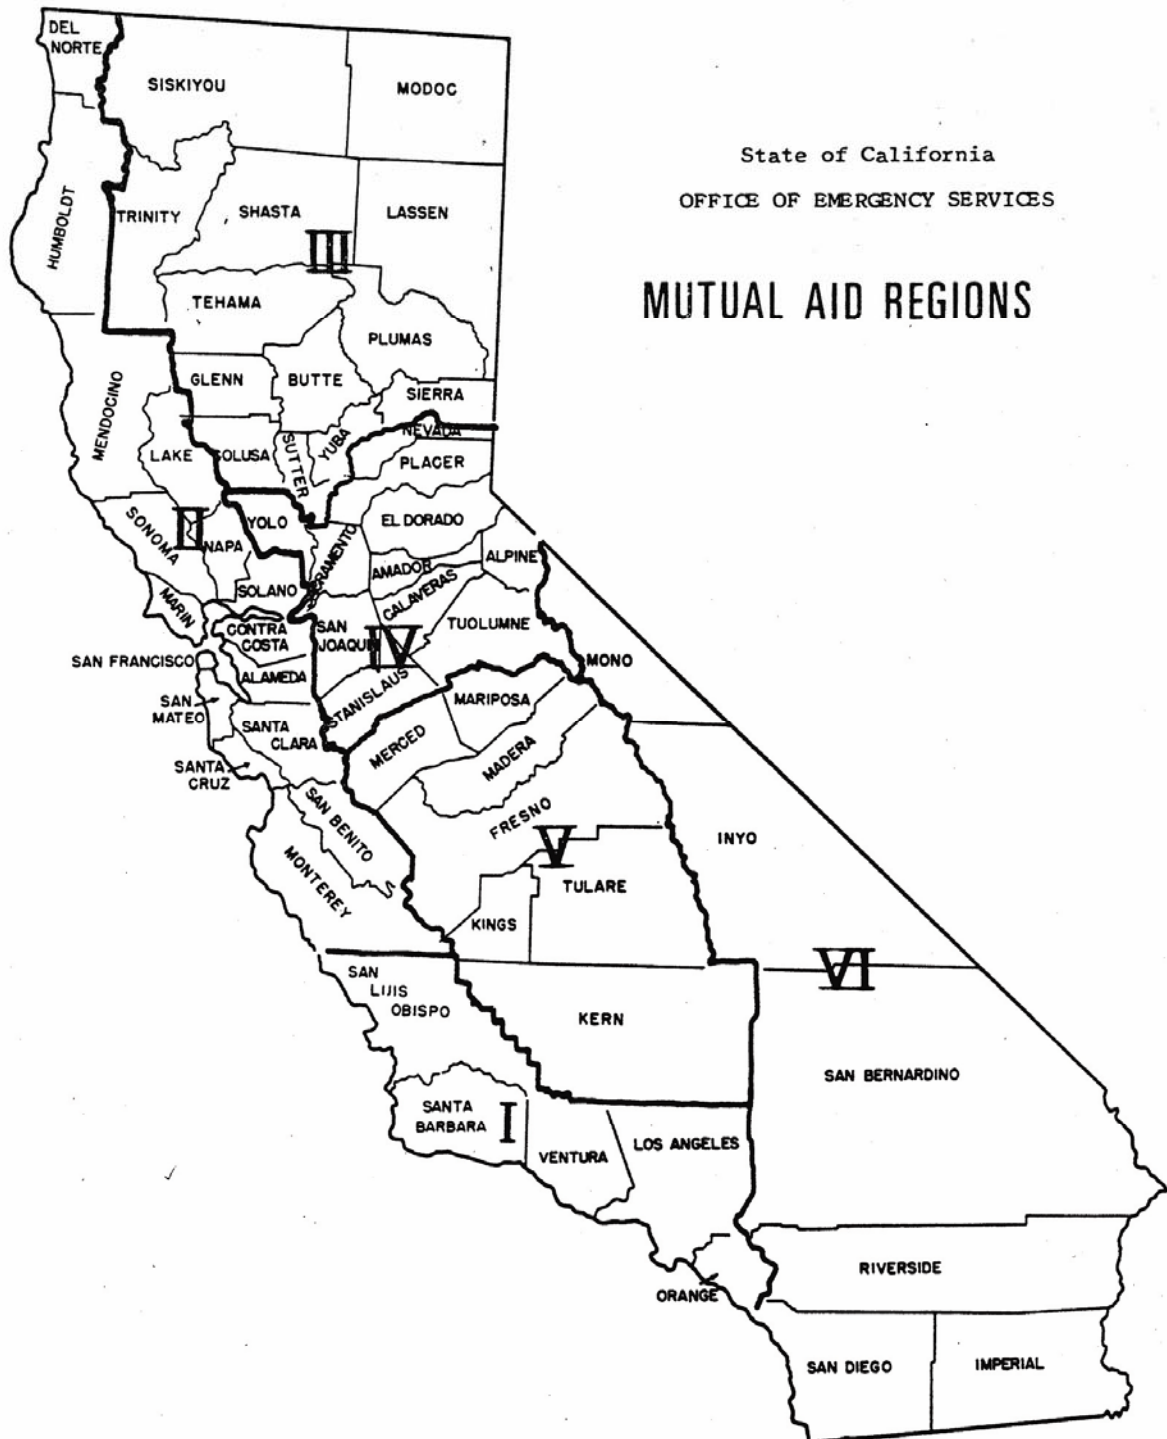 DEL
NORTE
SISKIYOU
MODOC
State of California
OFFICE OF EMERGENCY SERVICES
MUTUAL AID REGIONS
HUMBOLDT
TRINITY
SHASTA
LASSEN
III
TEHAMA
PLUMAS
GLENN
BUTTE
SIERRA
MENDOCINO
LAKE
COLUSA
SUTTER
YUBA
NEVADA
PLACER
SONOMA
II
NAPA
YOLO
EL DORADO
SACRAMENTO
AMADOR
ALPINE
MARIN
SOLANO
CALAVERAS
CONTRA
COSTA
SAN
JOAQUIN
IV
TUOLUMNE
MONO
SAN FRANCISCO
ALAMEDA
SAN
MATEO
STANISLAUS
MARIPOSA
SANTA
CLARA
MERCED
MADERA
SANTA
CRUZ
SAN BENITO
FRESNO
INYO
MONTEREY
V
TULARE
KINGS
VI
SAN
LUIS
OBISPO
KERN
SAN BERNARDINO
SANTA
BARBARA
I
VENTURA
LOS ANGELES
RIVERSIDE
ORANGE
SAN DIEGO
IMPERIAL